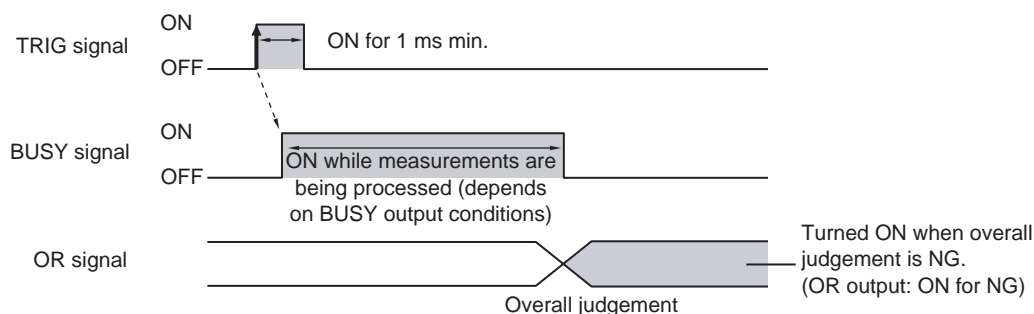 ON
TRIG signal
ON for 1 ms min.
OFF
ON
BUSY signal
ON while measurements are
being processed (depends
on BUSY output conditions)
OFF
OR signal
Turned ON when overall
judgement is NG.
(OR output: ON for NG)
Overall judgement